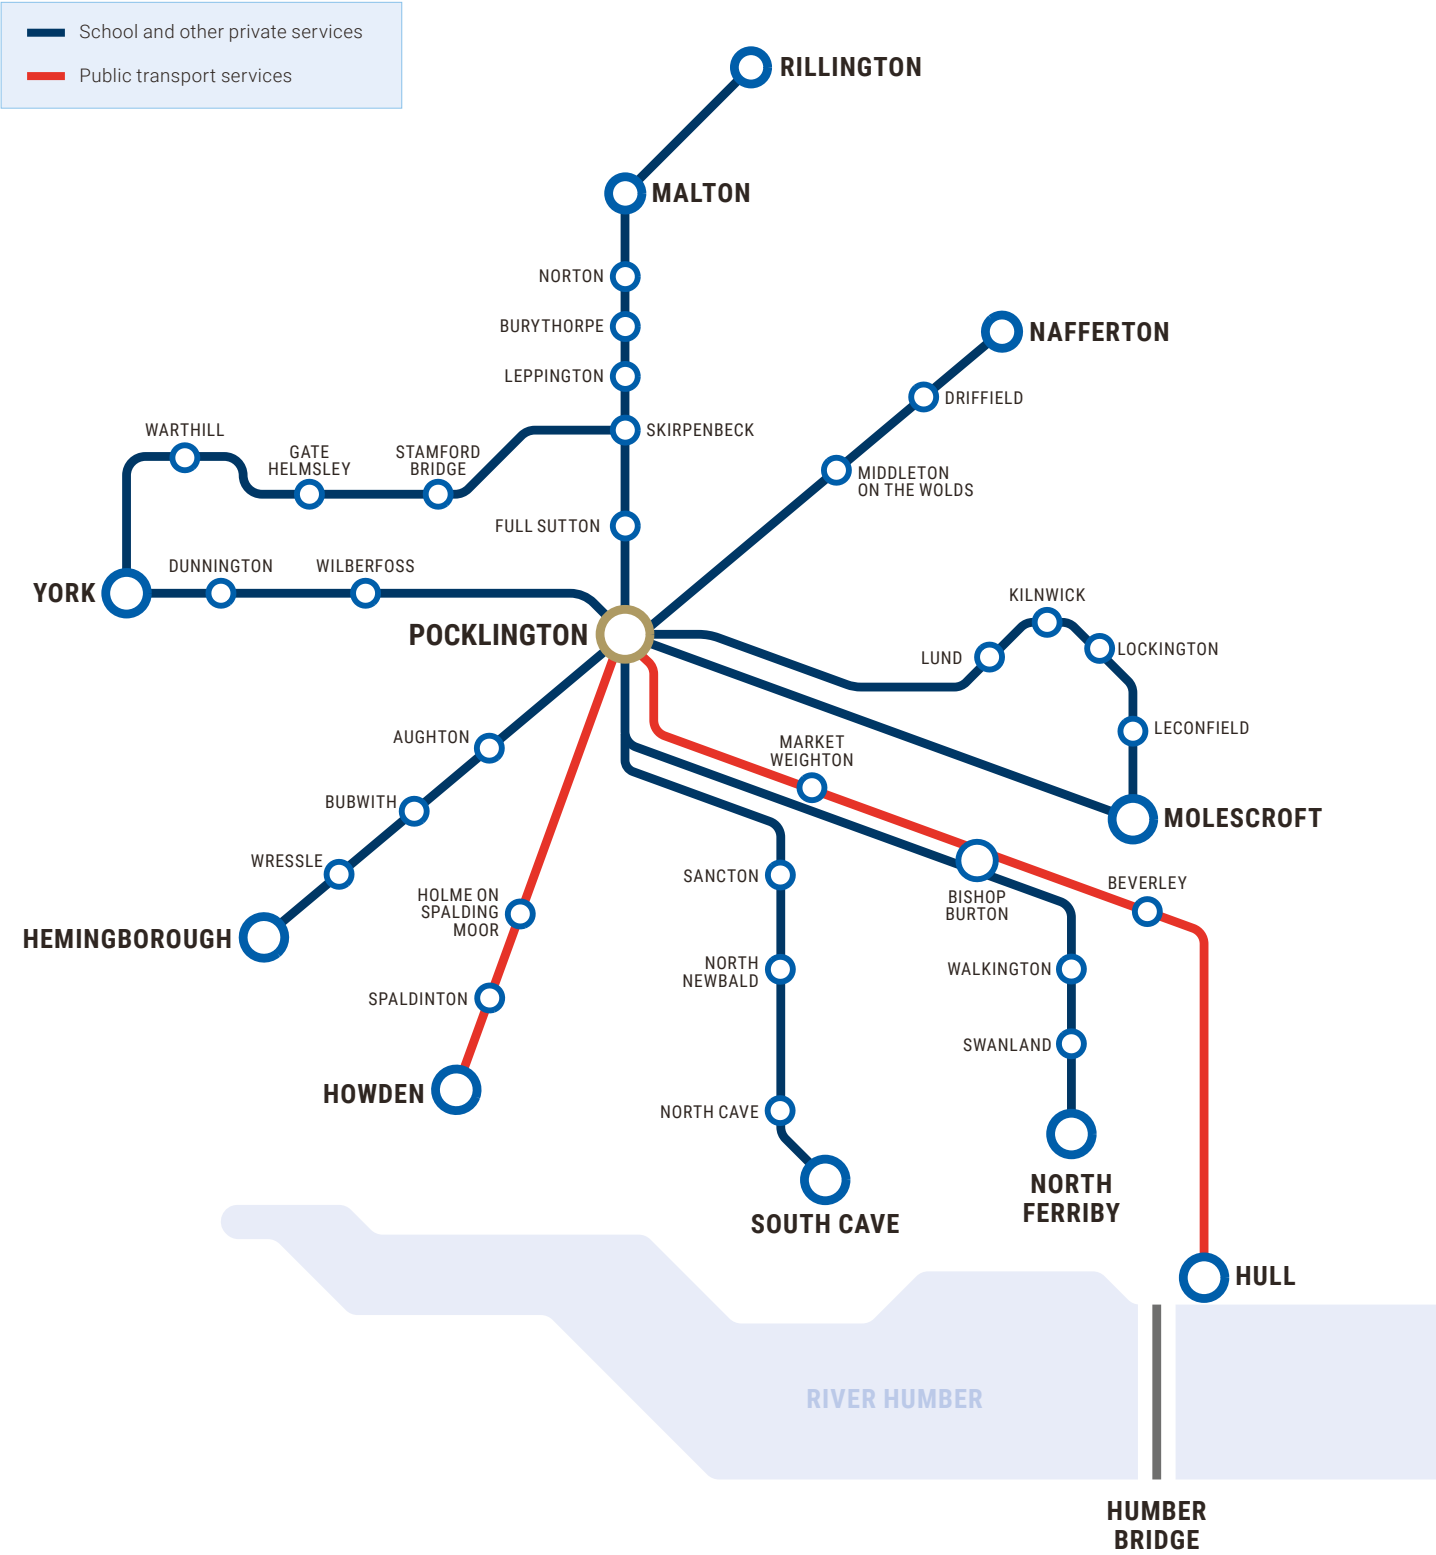 School and other private services
Public transport services
RILLINGTON
MALTON
NORTON
BURYTHORPE
LEPPINGTON
NAFFERTON
DRIFFIELD
WARTHILL
SKIRPENBECK
GATE
HELMSLEY
STAMFORD
BRIDGE
MIDDLETON
ON THE WOLDS
FULL SUTTON
DUNNINGTON
WILBERFOSS
YORK
KILNWICK
POCKLINGTON
LUND
LOCKINGTON
LECONFIELD
AUGHTON
MARKET
WEIGHTON
BUBWITH
MOLESCROFT
WRESSLE
SANCTON
BEVERLEY
HOLME ON
SPALDING
MOOR
BISHOP
BURTON
HEMINGBOROUGH
NORTH
NEWBALD
WALKINGTON
SPALDINTON
SWANLAND
HOWDEN
NORTH CAVE
NORTH
FERRIBY
SOUTH CAVE
HULL
RIVER HUMBER
HUMBER
BRIDGE